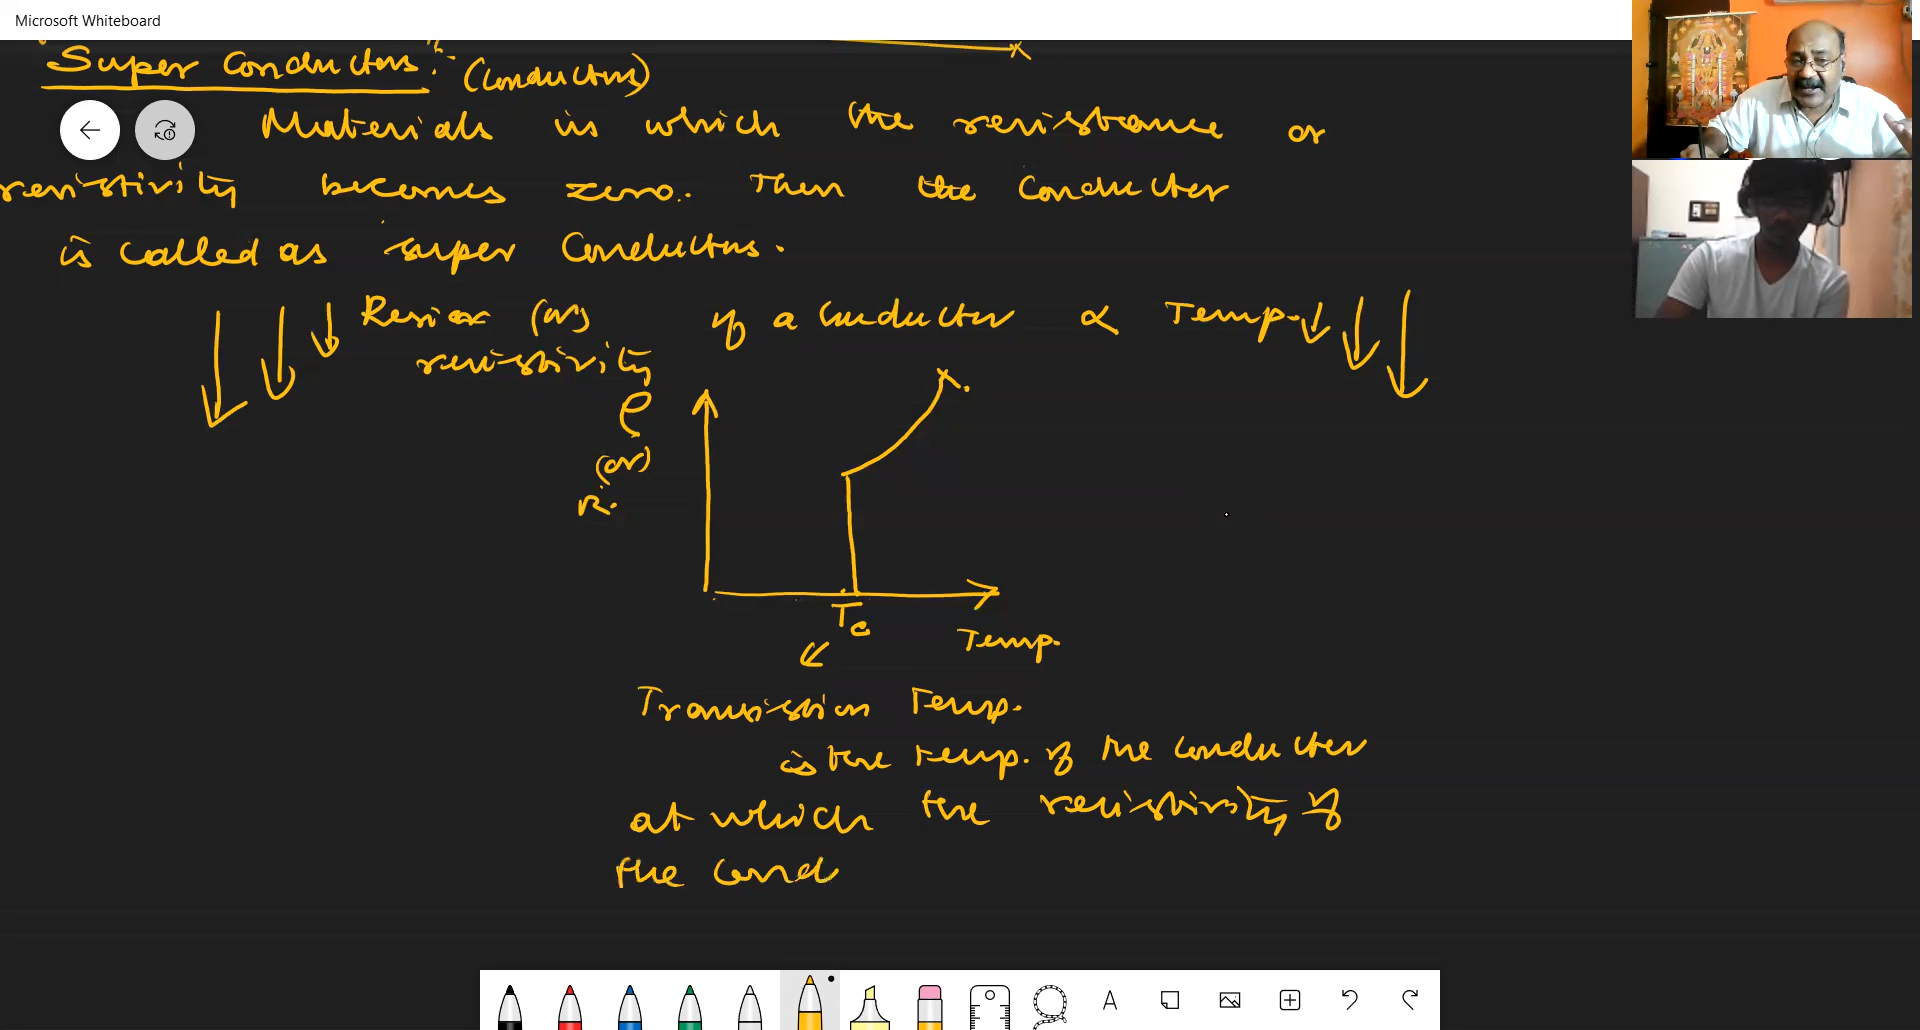 Microsoft Whiteboard
Super Conductors :- (Conductors)
Materials in which the resistance or
resistivity becomes zero. Then the conductor
is called as super conductors.
(or) of a conductor ∝ Temp.
resistivity
ρ
(or)
R.
Tc
Temp.
Transistion Temp.
is the temp. of the conductor
at which the resistivity of
the cond
A